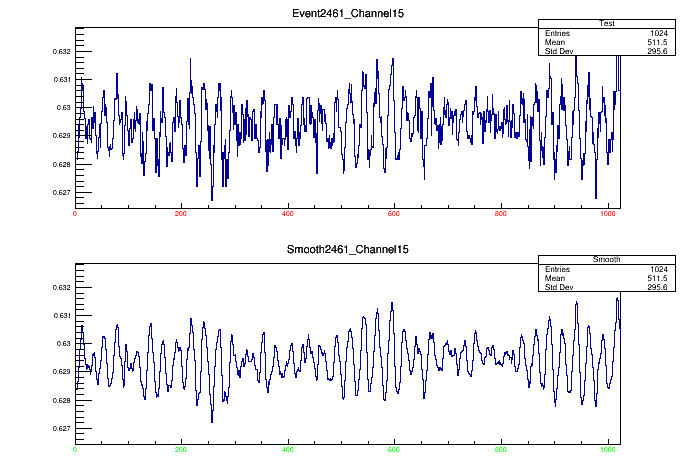 Event2461_Channel15
Test
Entries 1024
Mean 511.5
Std Dev 295.6
0.632
0.631
0.63
0.629
0.628
0.627
0 200 400 600 800 1000
Smooth2461_Channel15
Smooth
Entries 1024
Mean 511.5
Std Dev 295.6
0.632
0.631
0.63
0.629
0.628
0.627
0 200 400 600 800 1000